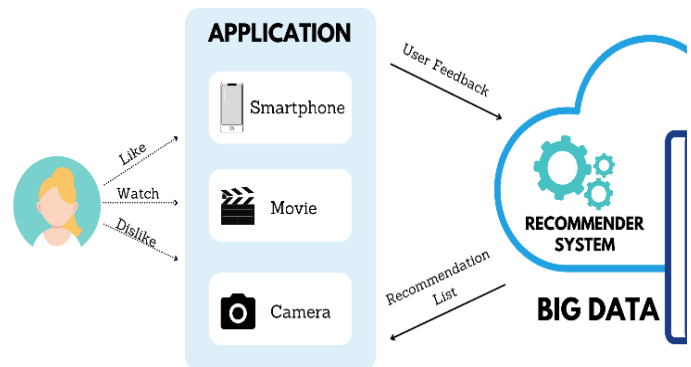 APPLICATION
Smartphone
Like
Watch
Dislike
Movie
Camera
User Feedback
RECOMMENDER
SYSTEM
Recommendation
List
BIG DATA